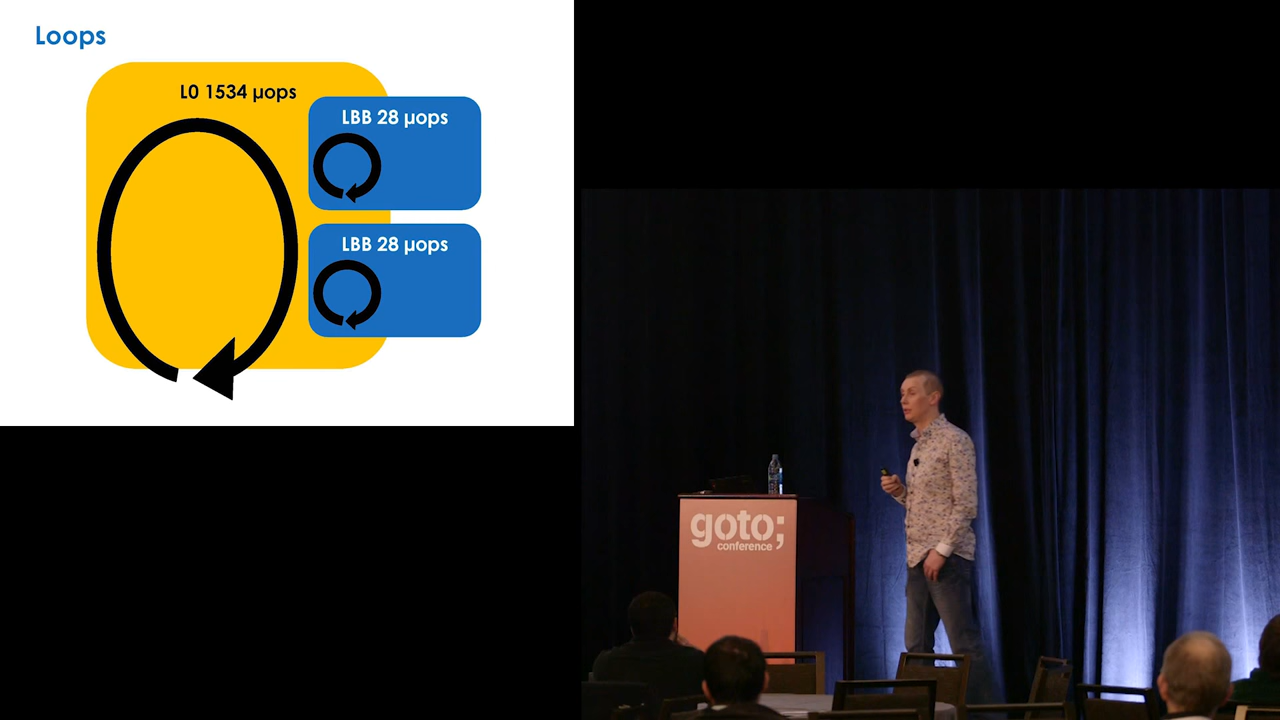 Loops
L0 1534 µops
LBB 28 µops
LBB 28 µops
goto;
conference